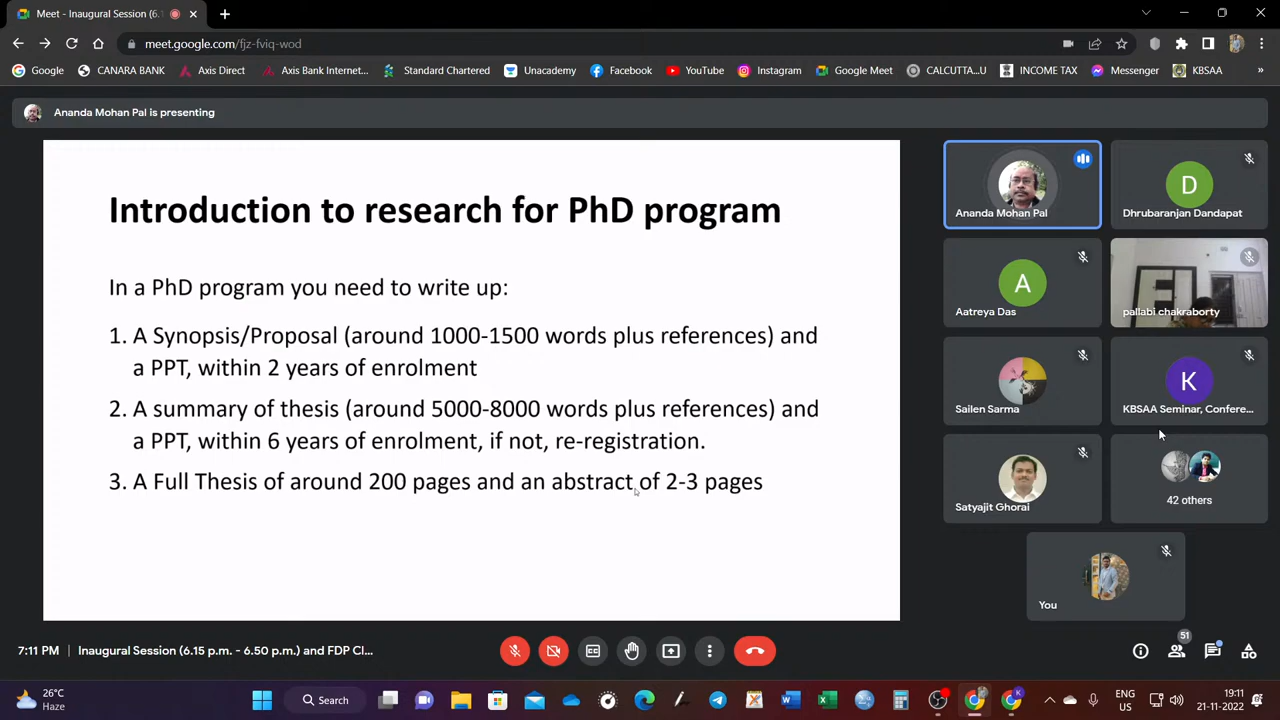 Meet - Inaugural Session (6.1
meet.google.com/fjz-fviq-wod
Google
CANARA BANK
Axis Direct
Axis Bank Internet...
Standard Chartered
Unacademy
Facebook
YouTube
Instagram
Google Meet
CALCUTTA...U
INCOME TAX
Messenger
KBSAA
Ananda Mohan Pal is presenting
Introduction to research for PhD program
In a PhD program you need to write up:
1. A Synopsis/Proposal (around 1000-1500 words plus references) and
a PPT, within 2 years of enrolment
2. A summary of thesis (around 5000-8000 words plus references) and
a PPT, within 6 years of enrolment, if not, re-registration.
3. A Full Thesis of around 200 pages and an abstract of 2-3 pages
Ananda Mohan Pal
D
Dhrubaranjan Dandapat
A
Aatreya Das
pallabi chakraborty
Sailen Sarma
K
KBSAA Seminar, Confere...
Satyajit Ghorai
42 others
You
7:11 PM | Inaugural Session (6.15 p.m. - 6.50 p.m.) and FDP Cl...
51
26°C
Haze
Search
ENG
US
19:11
21-11-2022